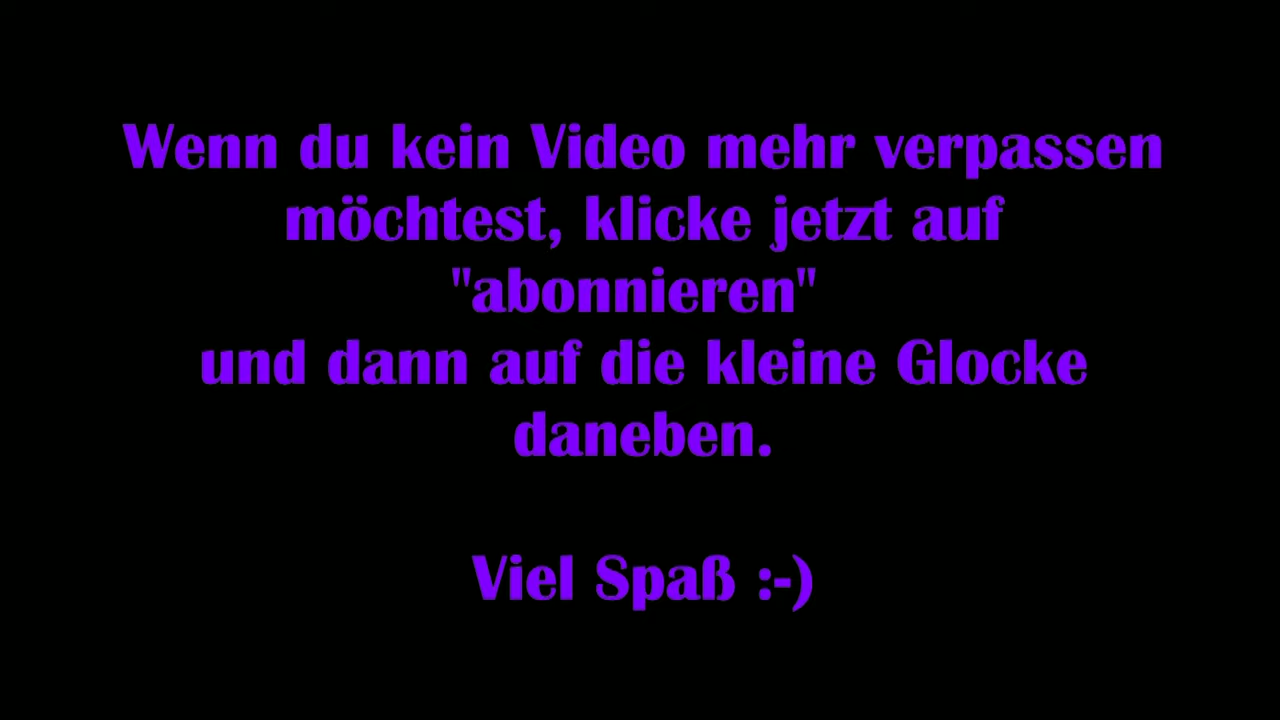 Wenn du kein Video mehr verpassen
möchtest, klicke jetzt auf
"abonnieren"
und dann auf die kleine Glocke
daneben.
Viel Spaß :-)